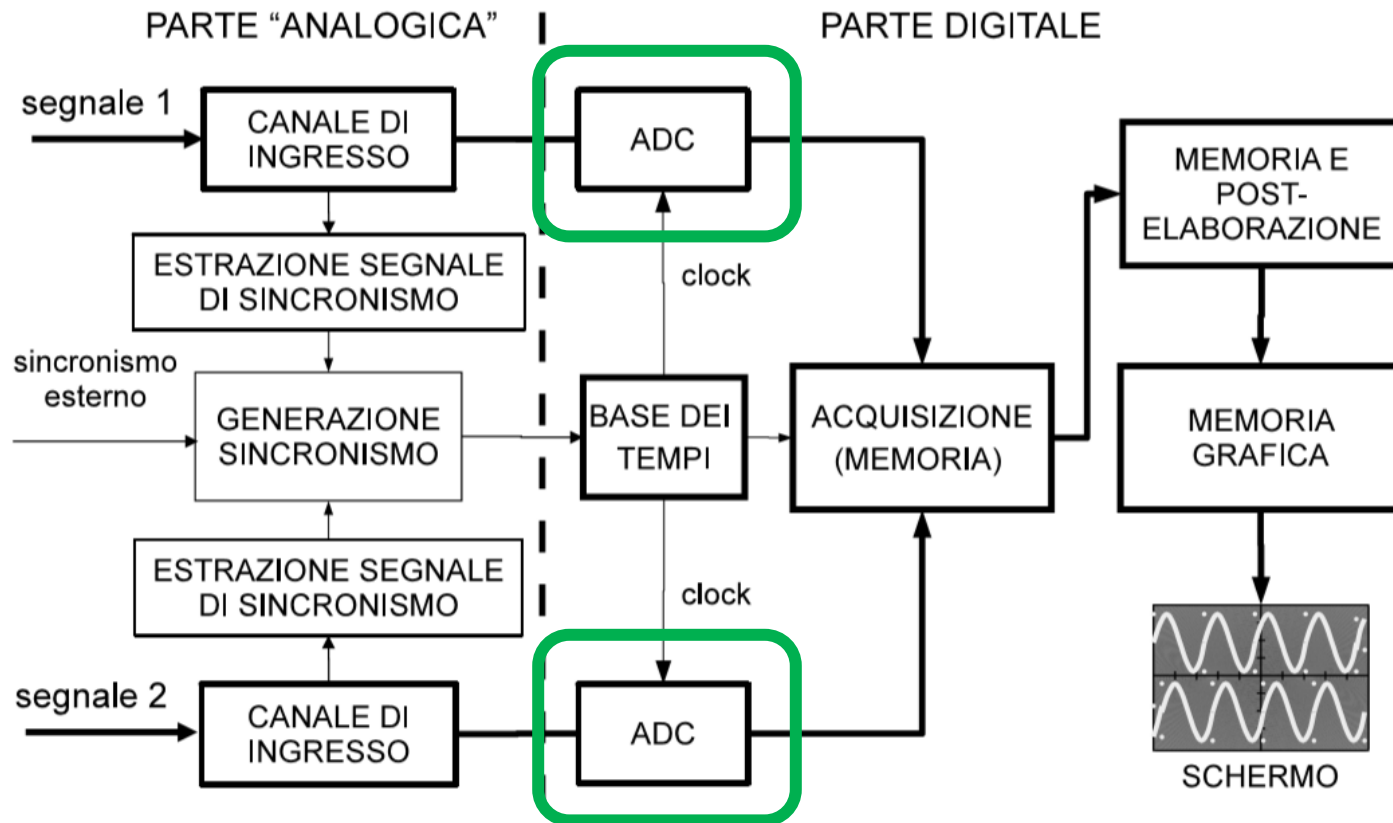 PARTE “ANALOGICA”
PARTE DIGITALE
segnale 1
CANALE DI
INGRESSO
ADC
MEMORIA E
POST-
ELABORAZIONE
ESTRAZIONE SEGNALE
DI SINCRONISMO
clock
sincronismo
esterno
GENERAZIONE
SINCRONISMO
BASE DEI
TEMPI
ACQUISIZIONE
(MEMORIA)
MEMORIA
GRAFICA
ESTRAZIONE SEGNALE
DI SINCRONISMO
clock
segnale 2
CANALE DI
INGRESSO
ADC
SCHERMO